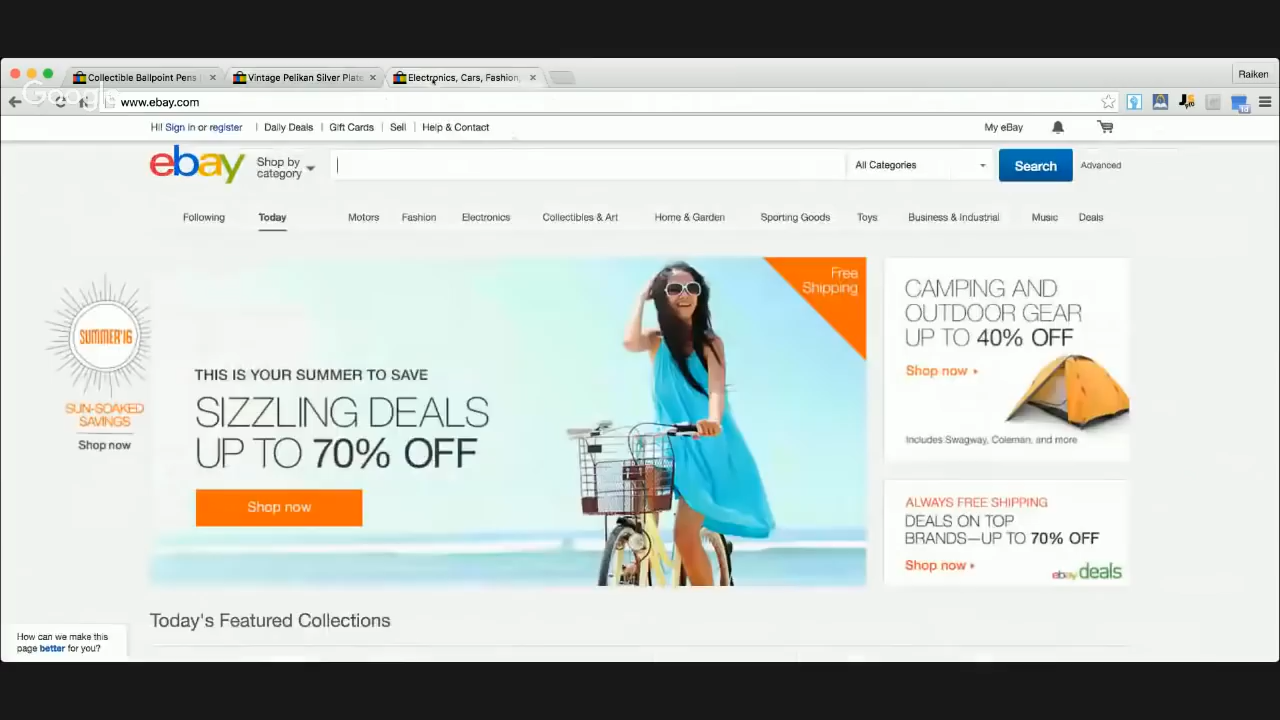 Collectible Ballpoint Pens
Vintage Pelikan Silver Plate
Electronics, Cars, Fashion,
Raiken
Google
www.ebay.com
Hi! Sign in or register
Daily Deals
Gift Cards
Sell
Help & Contact
My eBay
ebay
Shop by category
All Categories
Search
Advanced
Following
Today
Motors
Fashion
Electronics
Collectibles & Art
Home & Garden
Sporting Goods
Toys
Business & Industrial
Music
Deals
SUMMER'16
SUN-SOAKED
SAVINGS
Shop now
Free
Shipping
THIS IS YOUR SUMMER TO SAVE
SIZZLING DEALS
UP TO 70% OFF
Shop now
CAMPING AND
OUTDOOR GEAR
UP TO 40% OFF
Shop now
Includes Swagway, Coleman, and more
ALWAYS FREE SHIPPING
DEALS ON TOP
BRANDS—UP TO 70% OFF
Shop now
ebay deals
Today's Featured Collections
How can we make this
page better for you?